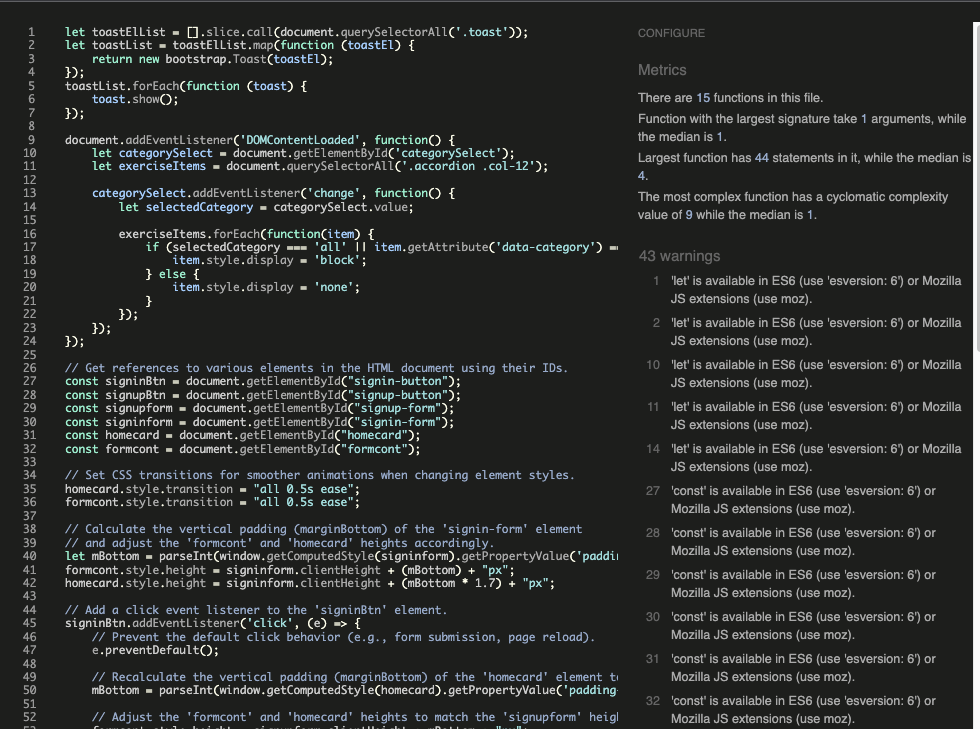 1 let toastElList = [].slice.call(document.querySelectorAll('.toast'));
2 let toastList = toastElList.map(function (toastEl) {
3 return new bootstrap.Toast(toastEl);
4 });
5 toastList.forEach(function (toast) {
6 toast.show();
7 });
8
9 document.addEventListener('DOMContentLoaded', function() {
10 let categorySelect = document.getElementById('categorySelect');
11 let exerciseItems = document.querySelectorAll('.accordion .col-12');
12
13 categorySelect.addEventListener('change', function() {
14 let selectedCategory = categorySelect.value;
15
16 exerciseItems.forEach(function(item) {
17 if (selectedCategory === 'all' || item.getAttribute('data-category') ==
18 item.style.display = 'block';
19 } else {
20 item.style.display = 'none';
21 }
22 });
23 });
24 });
25
26 // Get references to various elements in the HTML document using their IDs.
27 const signinBtn = document.getElementById("signin-button");
28 const signupBtn = document.getElementById("signup-button");
29 const signupform = document.getElementById("signup-form");
30 const signinform = document.getElementById("signin-form");
31 const homecard = document.getElementById("homecard");
32 const formcont = document.getElementById("formcont");
33
34 // Set CSS transitions for smoother animations when changing element styles.
35 homecard.style.transition = "all 0.5s ease";
36 formcont.style.transition = "all 0.5s ease";
37
38 // Calculate the vertical padding (marginBottom) of the 'signin-form' element
39 // and adjust the 'formcont' and 'homecard' heights accordingly.
40 let mBottom = parseInt(window.getComputedStyle(signinform).getPropertyValue('paddin
41 formcont.style.height = signinform.clientHeight + (mBottom) + "px";
42 homecard.style.height = signinform.clientHeight + (mBottom * 1.7) + "px";
43
44 // Add a click event listener to the 'signinBtn' element.
45 signinBtn.addEventListener('click', (e) => {
46 // Prevent the default click behavior (e.g., form submission, page reload).
47 e.preventDefault();
48
49 // Recalculate the vertical padding (marginBottom) of the 'homecard' element t
50 mBottom = parseInt(window.getComputedStyle(homecard).getPropertyValue('padding-
51
52 // Adjust the 'formcont' and 'homecard' heights to match the 'signupform' heig
CONFIGURE
Metrics
There are 15 functions in this file.
Function with the largest signature take 1 arguments, while
the median is 1.
Largest function has 44 statements in it, while the median is
4.
The most complex function has a cyclomatic complexity
value of 9 while the median is 1.
43 warnings
1 'let' is available in ES6 (use 'esversion: 6') or Mozilla
JS extensions (use moz).
2 'let' is available in ES6 (use 'esversion: 6') or Mozilla
JS extensions (use moz).
10 'let' is available in ES6 (use 'esversion: 6') or Mozilla
JS extensions (use moz).
11 'let' is available in ES6 (use 'esversion: 6') or Mozilla
JS extensions (use moz).
14 'let' is available in ES6 (use 'esversion: 6') or Mozilla
JS extensions (use moz).
27 'const' is available in ES6 (use 'esversion: 6') or
Mozilla JS extensions (use moz).
28 'const' is available in ES6 (use 'esversion: 6') or
Mozilla JS extensions (use moz).
29 'const' is available in ES6 (use 'esversion: 6') or
Mozilla JS extensions (use moz).
30 'const' is available in ES6 (use 'esversion: 6') or
Mozilla JS extensions (use moz).
31 'const' is available in ES6 (use 'esversion: 6') or
Mozilla JS extensions (use moz).
32 'const' is available in ES6 (use 'esversion: 6') or
Mozilla JS extensions (use moz).